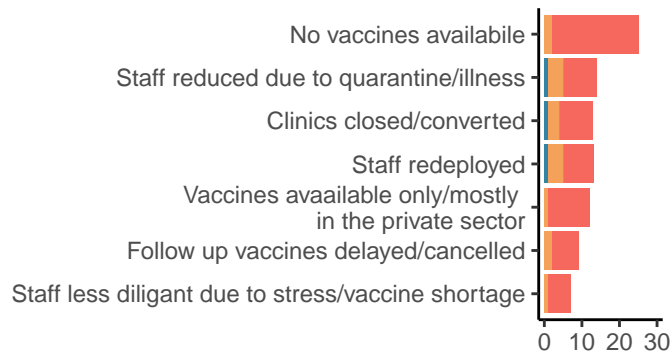 No vaccines availabile
Staff reduced due to quarantine/illness
Clinics closed/converted
Staff redeployed
Vaccines avaailable only/mostly
in the private sector
Follow up vaccines delayed/cancelled
Staff less diligant due to stress/vaccine shortage
0 10 20 30